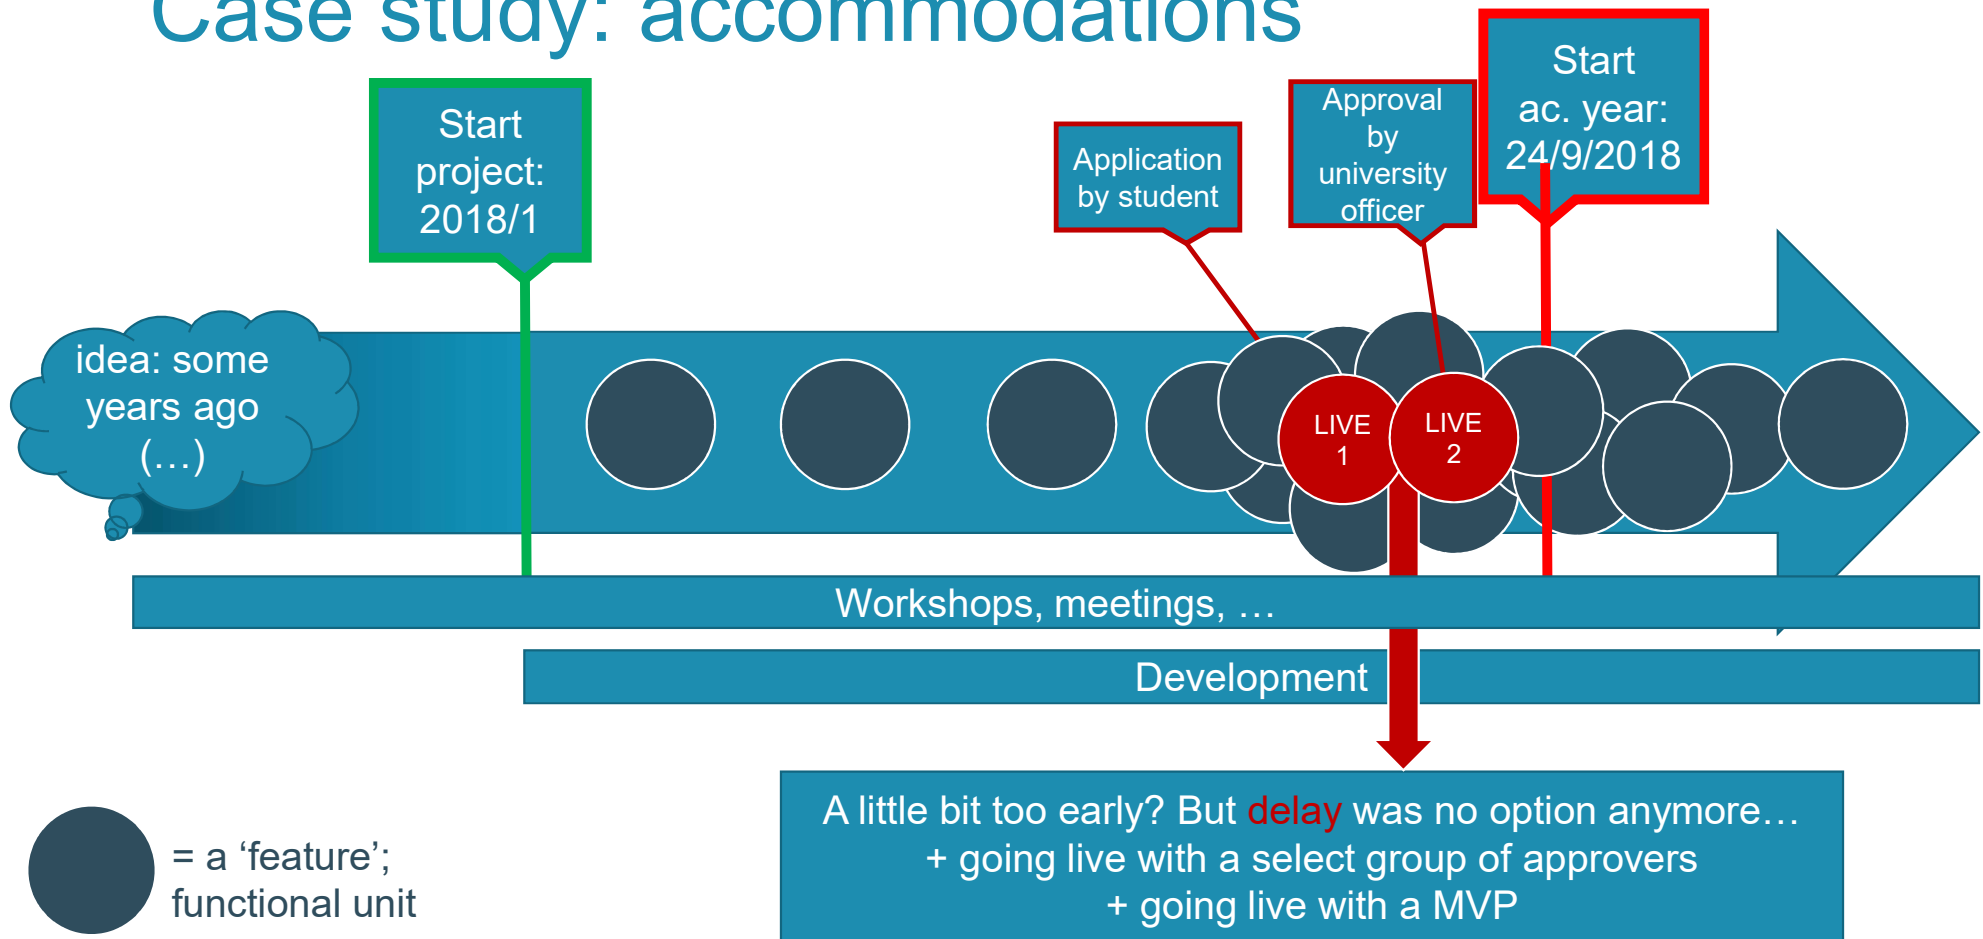 Case study: accommodations
Start
project:
2018/1
Application
by student
Approval
by
university
officer
Start
ac. year:
24/9/2018
idea: some
years ago
(…)
LIVE
1
LIVE
2
Workshops, meetings, …
Development
A little bit too early? But delay was no option anymore…
+ going live with a select group of approvers
+ going live with a MVP
= a ‘feature’;
functional unit